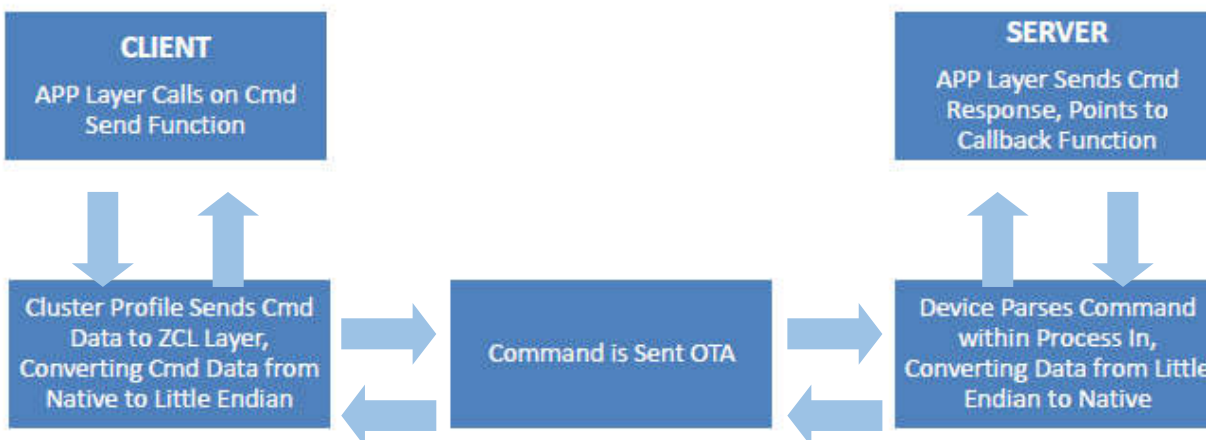 CLIENT
APP Layer Calls on Cmd
Send Function
SERVER
APP Layer Sends Cmd
Response, Points to
Callback Function
Cluster Profile Sends Cmd
Data to ZCL Layer,
Converting Cmd Data from
Native to Little Endian
Command is Sent OTA
Device Parses Command
within Process In,
Converting Data from Little
Endian to Native